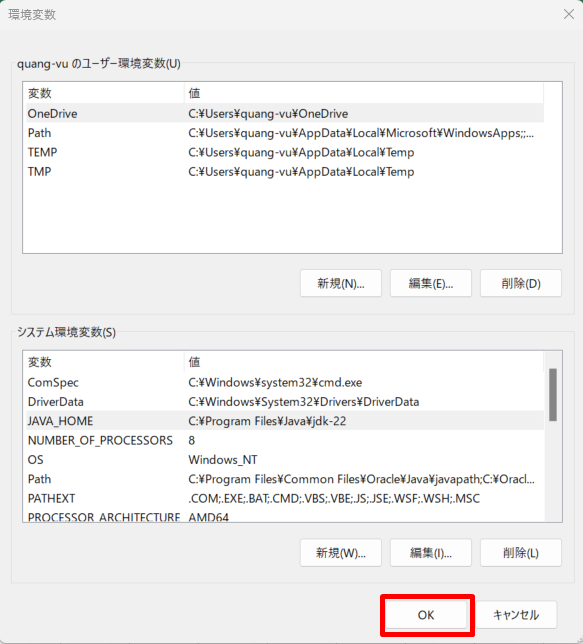 環境変数
quang-vu のユーザー環境変数(U)
変数 値
OneDrive C:¥Users¥quang-vu¥OneDrive
Path C:¥Users¥quang-vu¥AppData¥Local¥Microsoft¥WindowsApps;;...
TEMP C:¥Users¥quang-vu¥AppData¥Local¥Temp
TMP C:¥Users¥quang-vu¥AppData¥Local¥Temp
新規(N)... 編集(E)... 削除(D)
システム環境変数(S)
変数 値
ComSpec C:¥Windows¥system32¥cmd.exe
DriverData C:¥Windows¥System32¥Drivers¥DriverData
JAVA_HOME C:¥Program Files¥Java¥jdk-22
NUMBER_OF_PROCESSORS 8
OS Windows_NT
Path C:¥Program Files¥Common Files¥Oracle¥Java¥javapath;C:¥Oracl...
PATHEXT .COM;.EXE;.BAT;.CMD;.VBS;.VBE;.JS;.JSE;.WSF;.WSH;.MSC
PROCESSOR_ARCHITECTURE AMD64
新規(W)... 編集(I)... 削除(L)
OK キャンセル